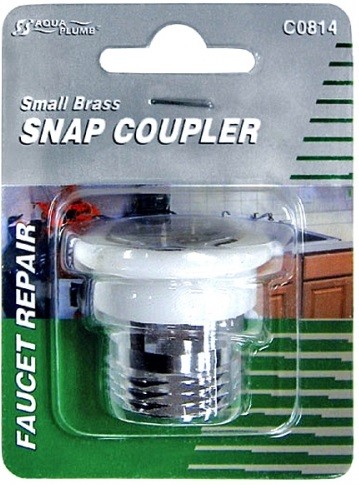 AQUA
PLUMB
C0814
Small Brass
SNAP COUPLER
FAUCET REPAIR